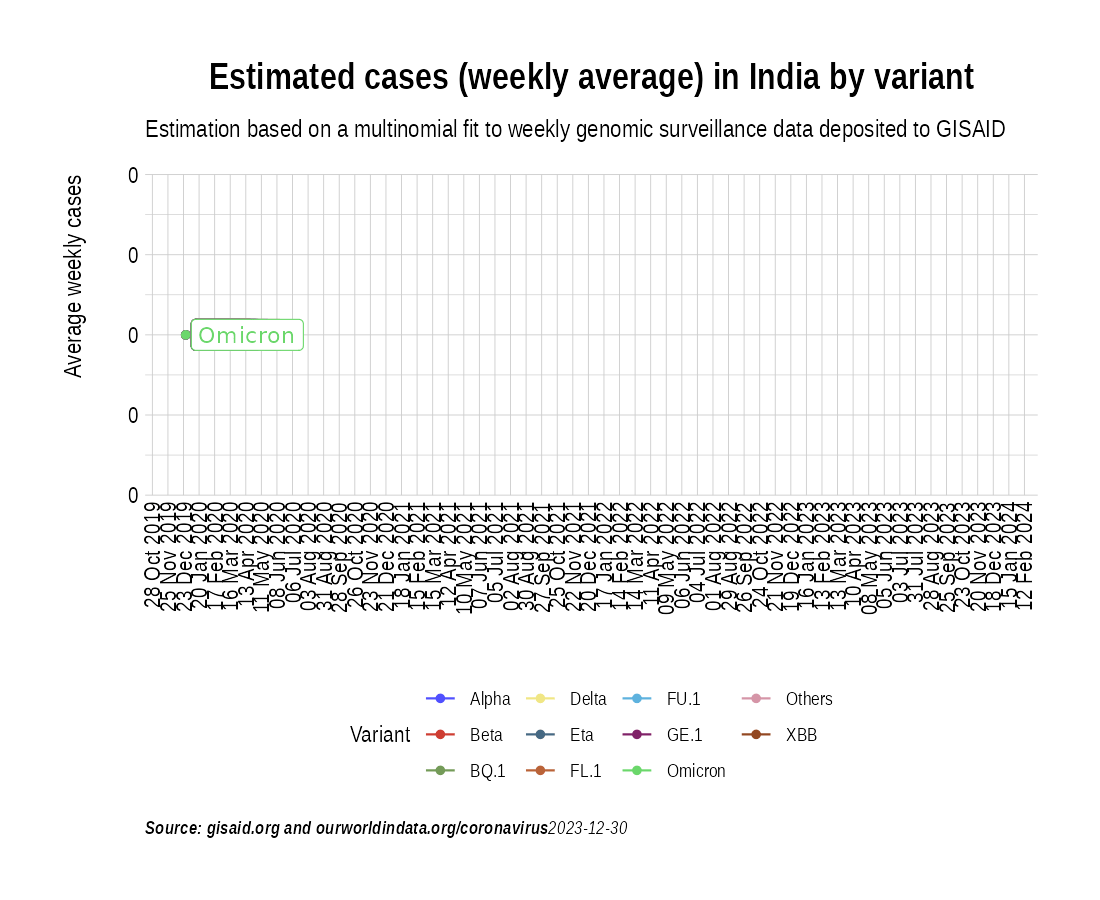 Estimated cases (weekly average) in India by variant
Estimation based on a multinomial fit to weekly genomic surveillance data deposited to GISAID
Average weekly cases
0
0
0
0
0
Omicron
28 Oct 2019
25 Nov 2019
23 Dec 2019
20 Jan 2020
17 Feb 2020
16 Mar 2020
13 Apr 2020
11 May 2020
08 Jun 2020
06 Jul 2020
03 Aug 2020
31 Aug 2020
28 Sep 2020
26 Oct 2020
23 Nov 2020
21 Dec 2020
18 Jan 2021
15 Feb 2021
15 Mar 2021
12 Apr 2021
10 May 2021
07 Jun 2021
05 Jul 2021
02 Aug 2021
30 Aug 2021
27 Sep 2021
25 Oct 2021
22 Nov 2021
20 Dec 2021
17 Jan 2022
14 Feb 2022
14 Mar 2022
11 Apr 2022
09 May 2022
06 Jun 2022
04 Jul 2022
01 Aug 2022
29 Aug 2022
26 Sep 2022
24 Oct 2022
21 Nov 2022
19 Dec 2022
16 Jan 2023
13 Feb 2023
13 Mar 2023
10 Apr 2023
08 May 2023
05 Jun 2023
03 Jul 2023
31 Jul 2023
28 Aug 2023
25 Sep 2023
23 Oct 2023
20 Nov 2023
18 Dec 2023
15 Jan 2024
12 Feb 2024
Variant
Alpha
Beta
BQ.1
Delta
Eta
FL.1
FU.1
GE.1
Omicron
Others
XBB
Source: gisaid.org and ourworldindata.org/coronavirus2023-12-30